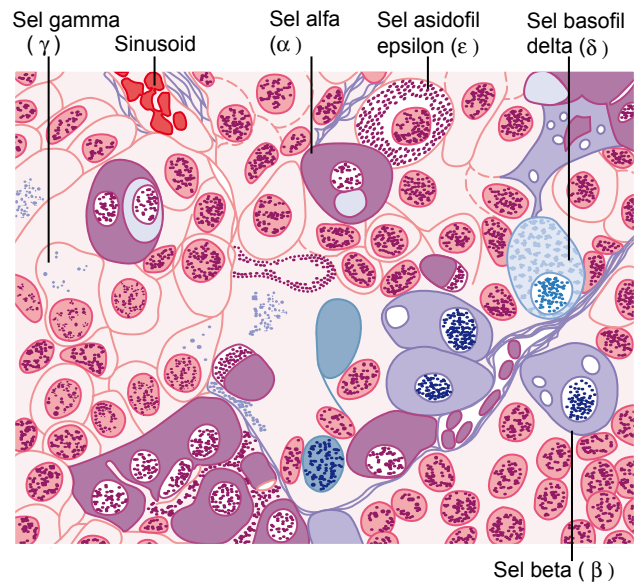 Sel gamma
( γ )
Sinusoid
Sel alfa
(α )
Sel asidofil
epsilon (ε )
Sel basofil
delta (δ )
Sel beta ( β )